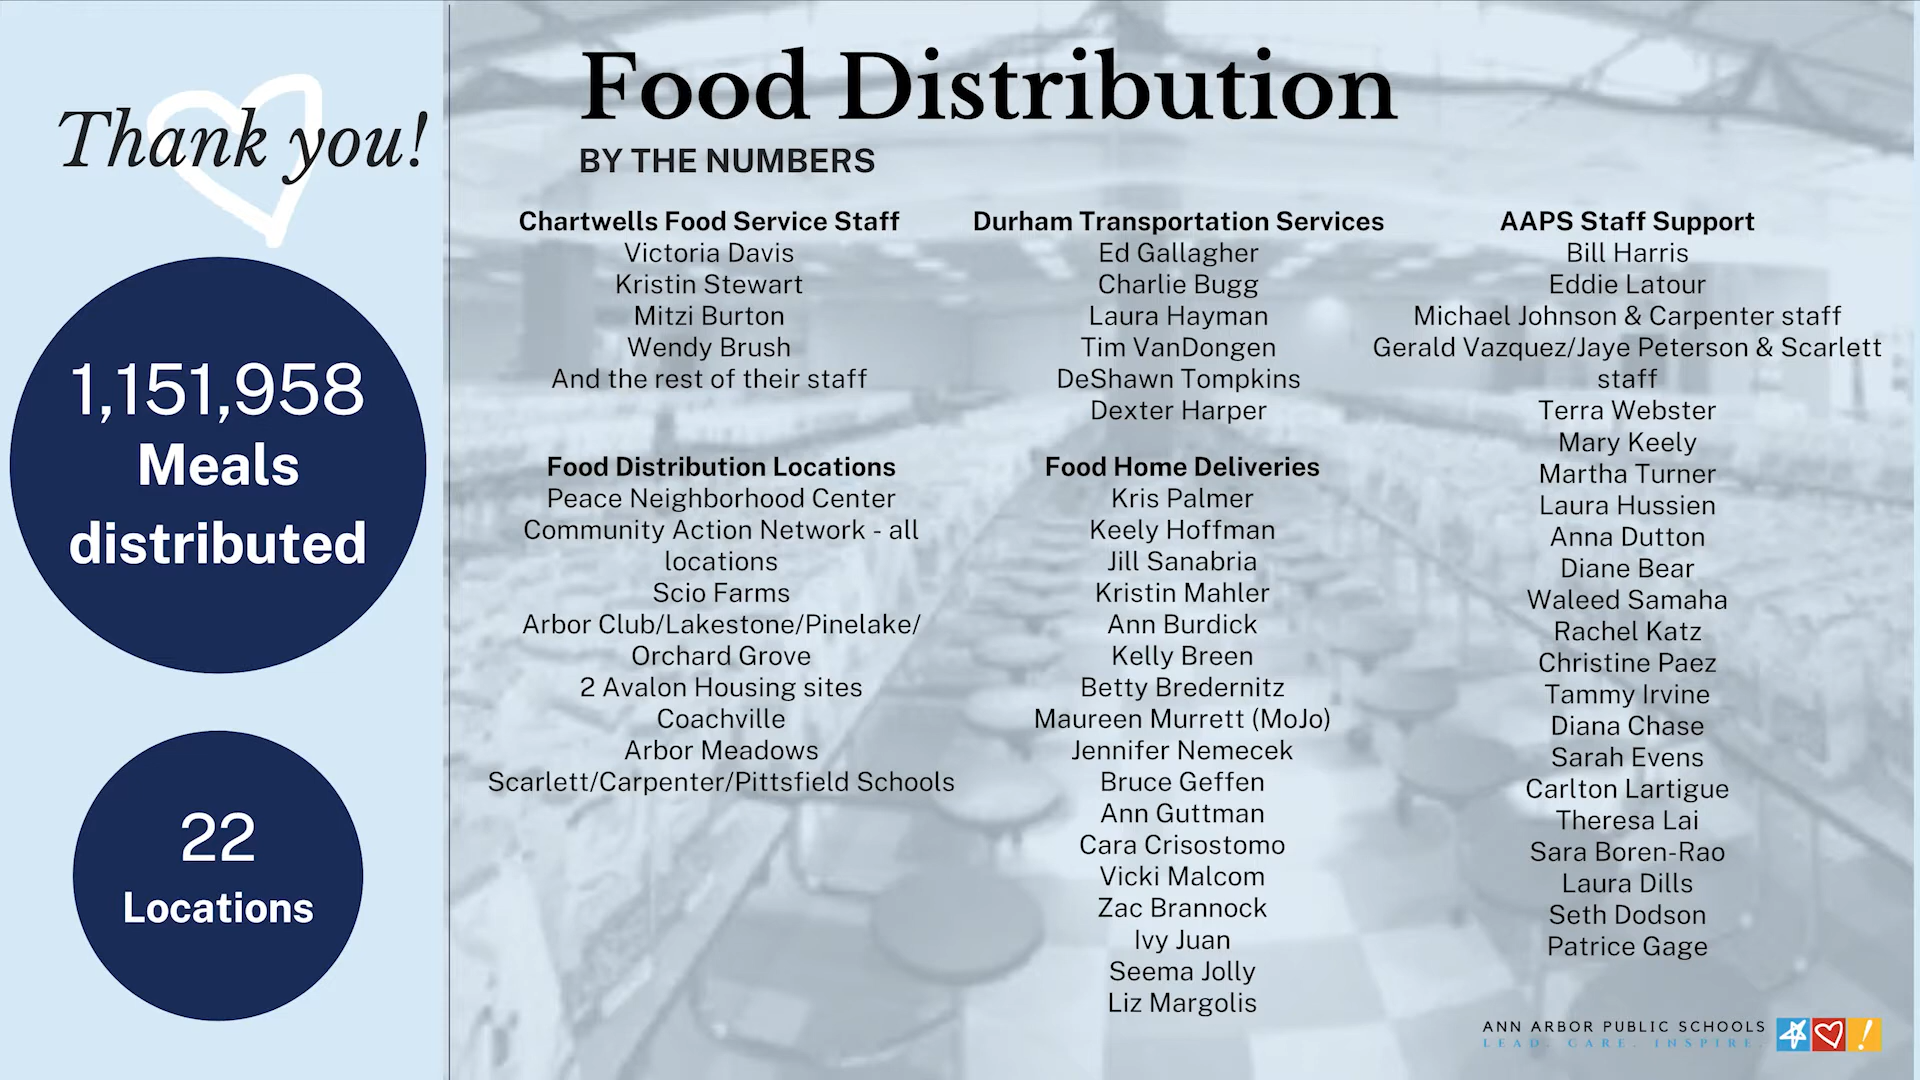 Thank you!
1,151,958
Meals
distributed
22
Locations
Food Distribution
BY THE NUMBERS
Chartwells Food Service Staff
Victoria Davis
Kristin Stewart
Mitzi Burton
Wendy Brush
And the rest of their staff
Food Distribution Locations
Peace Neighborhood Center
Community Action Network - all
locations
Scio Farms
Arbor Club/Lakestone/Pinelake/
Orchard Grove
2 Avalon Housing sites
Coachville
Arbor Meadows
Scarlett/Carpenter/Pittsfield Schools
Durham Transportation Services
Ed Gallagher
Charlie Bugg
Laura Hayman
Tim VanDongen
DeShawn Tompkins
Dexter Harper
Food Home Deliveries
Kris Palmer
Keely Hoffman
Jill Sanabria
Kristin Mahler
Ann Burdick
Kelly Breen
Betty Bredernitz
Maureen Murrett (MoJo)
Jennifer Nemecek
Bruce Geffen
Ann Guttman
Cara Crisostomo
Vicki Malcom
Zac Brannock
Ivy Juan
Seema Jolly
Liz Margolis
AAPS Staff Support
Bill Harris
Eddie Latour
Michael Johnson & Carpenter staff
Gerald Vazquez/Jaye Peterson & Scarlett
staff
Terra Webster
Mary Keely
Martha Turner
Laura Hussien
Anna Dutton
Diane Bear
Waleed Samaha
Rachel Katz
Christine Paez
Tammy Irvine
Diana Chase
Sarah Evens
Carlton Lartigue
Theresa Lai
Sara Boren-Rao
Laura Dills
Seth Dodson
Patrice Gage
ANN ARBOR PUBLIC SCHOOLS
LEAD. CARE. INSPIRE.